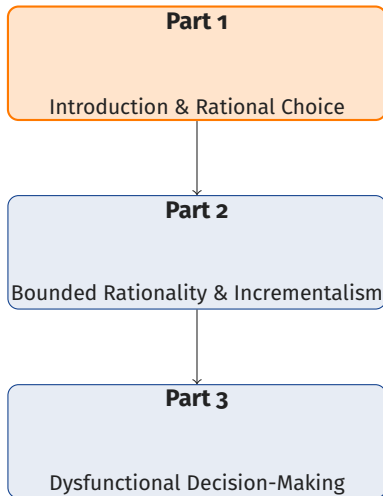 Part 1
Introduction & Rational Choice
Part 2
Bounded Rationality & Incrementalism
Part 3
Dysfunctional Decision-Making